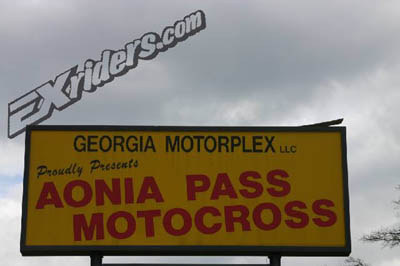 EXriders.com
GEORGIA MOTORPLEX LLC
Proudly Presents
AONIA PASS
MOTOCROSS